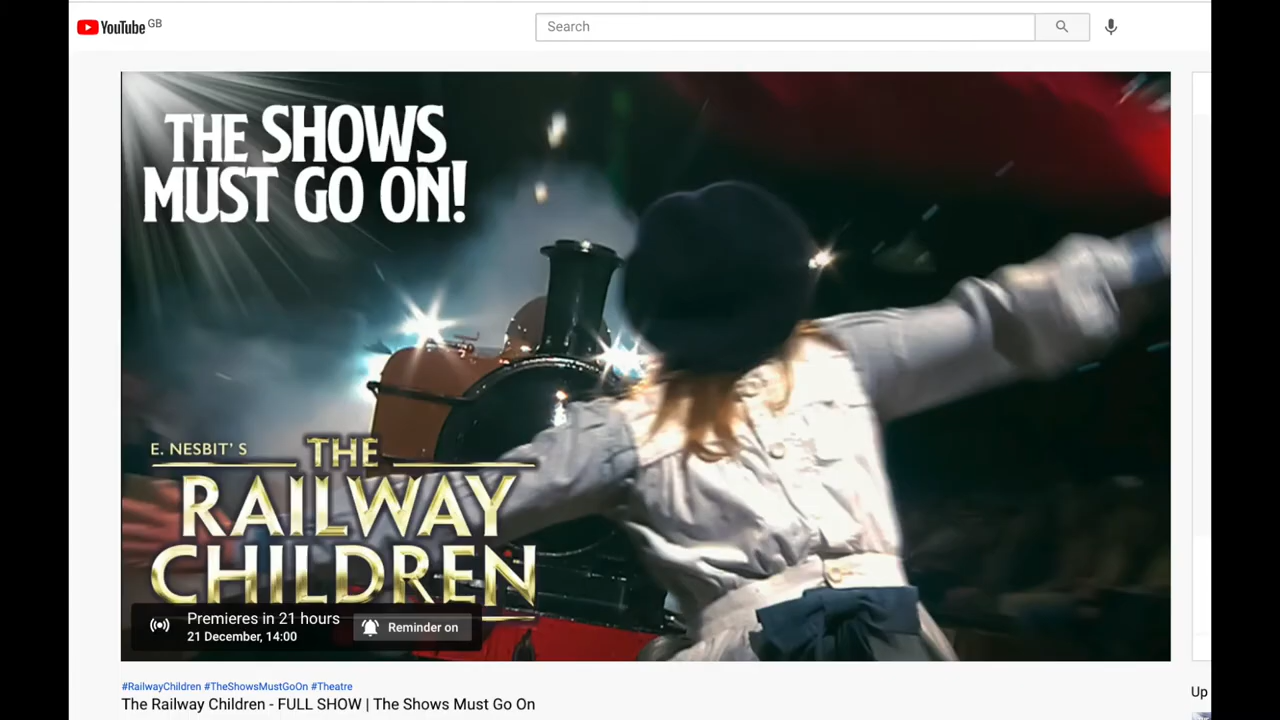 YouTube GB
Search
THE SHOWS
MUST GO ON!
E. NESBIT' S
THE
RAILWAY
CHILDREN
Premieres in 21 hours
21 December, 14:00
Reminder on
#RailwayChildren #TheShowsMustGoOn #Theatre
The Railway Children - FULL SHOW | The Shows Must Go On
Up